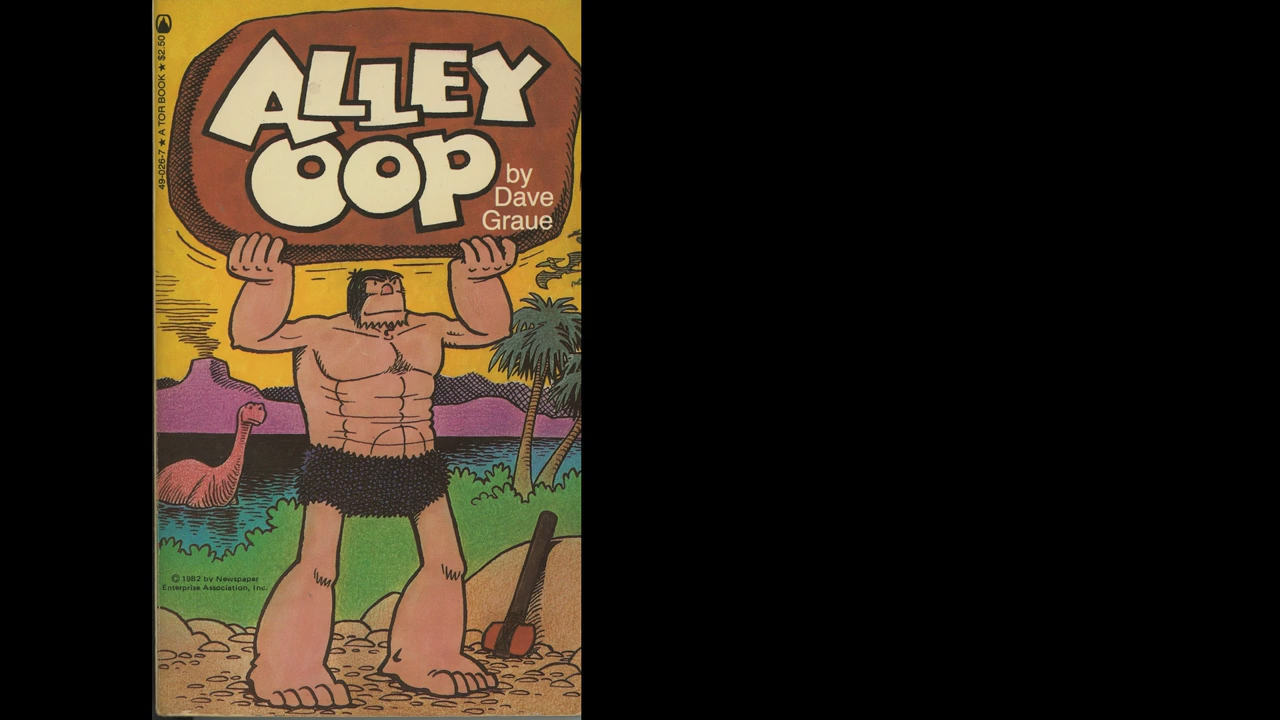 ALLEY
OOP
by
Dave
Graue
49-026-7 ★ A TOR BOOK ★ $2.50
© 1982 by Newspaper
Enterprise Association, Inc.